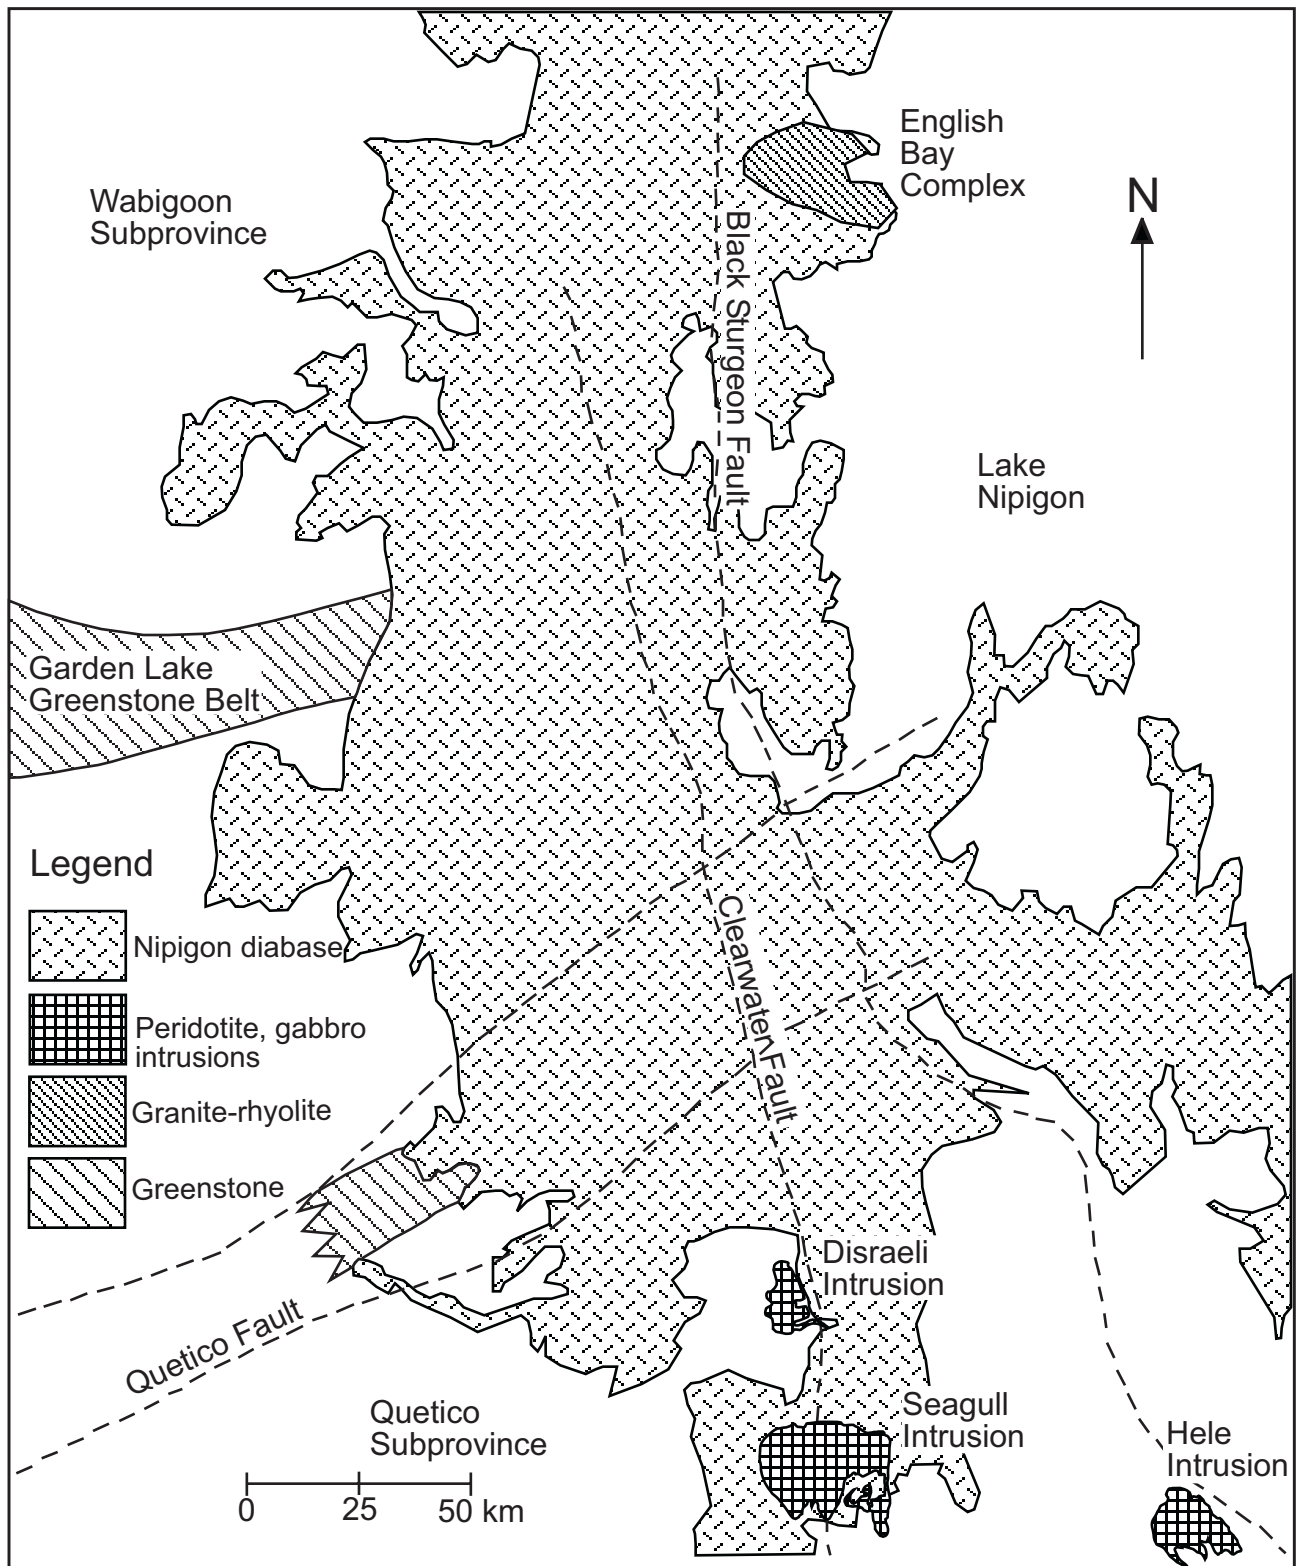 English
Bay
Complex
N
Wabigoon
Subprovince
Black Sturgeon Fault
Lake
Nipigon
Garden Lake
Greenstone Belt
Legend
Nipigon diabase
Peridotite, gabbro
intrusions
Granite-rhyolite
Greenstone
Clearwater Fault
Quetico Fault
Disraeli
Intrusion
Quetico
Subprovince
Seagull
Intrusion
Hele
Intrusion
0 25 50 km